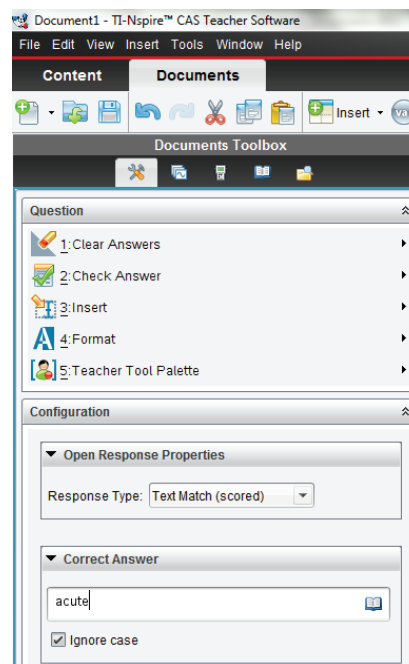 Document1 - TI-Nspire™ CAS Teacher Software
File Edit View Insert Tools Window Help
Content Documents
Insert
Documents Toolbox
Question
1:Clear Answers
2:Check Answer
3:Insert
4:Format
5:Teacher Tool Palette
Configuration
Open Response Properties
Response Type: Text Match (scored)
Correct Answer
acute
Ignore case